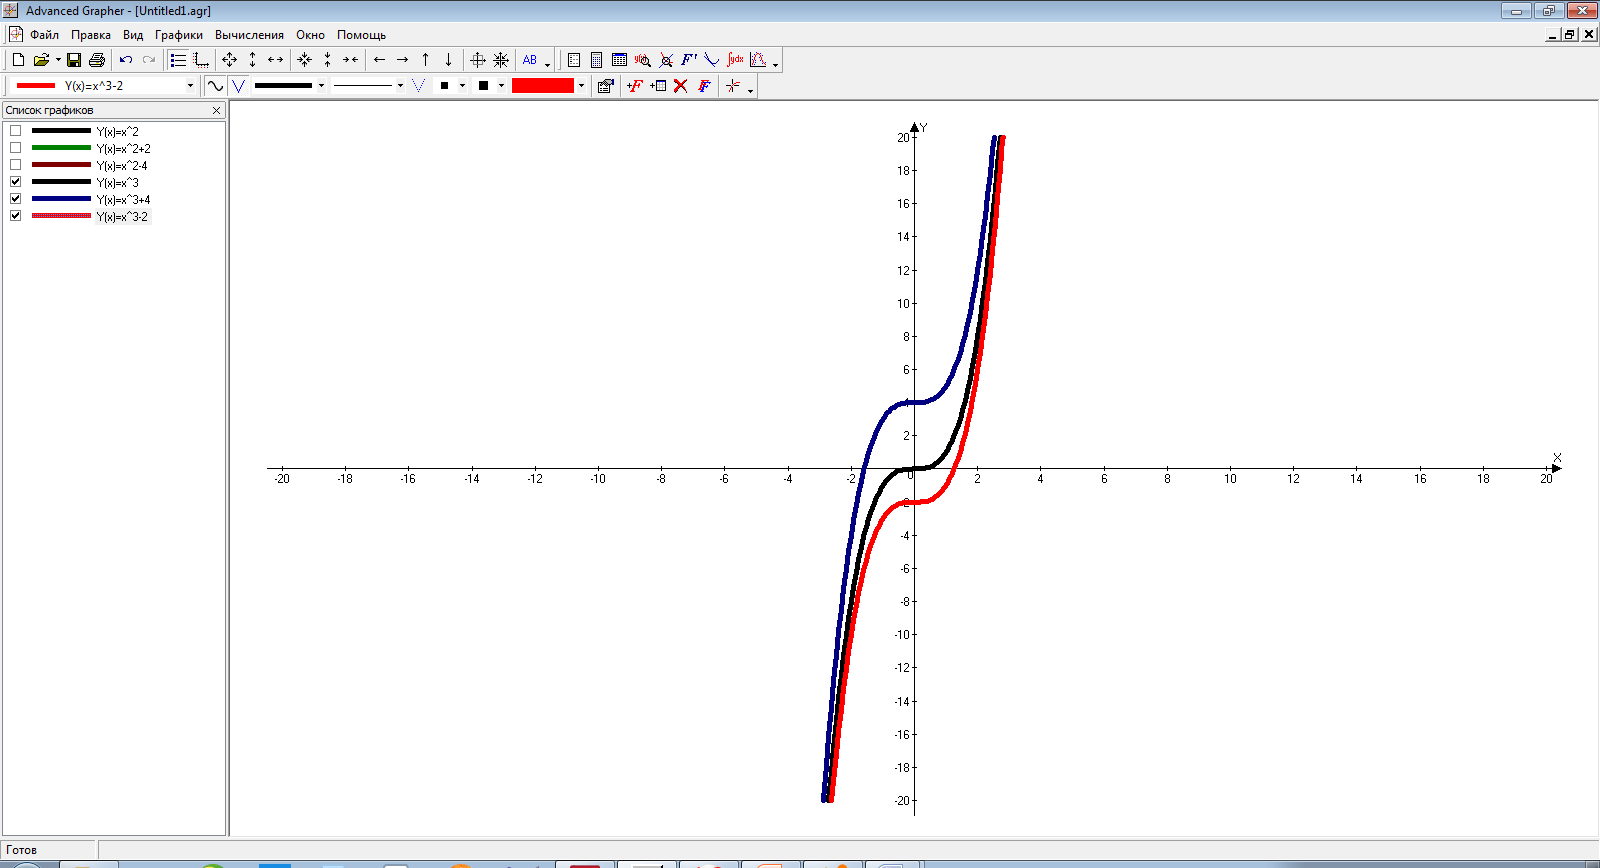 Advanced Grapher - [Untitled1.agr]
Файл Правка Вид Графики Вычисления Окно Помощь
AB y(x) F' ∫ydx
Y(x)=x^3-2 +F F
Список графиков
Y(x)=x^2
Y(x)=x^2+2
Y(x)=x^2-4
Y(x)=x^3
Y(x)=x^3+4
Y(x)=x^3-2
Y
20
18
16
14
12
10
8
6
2
X
-20 -18 -16 -14 -12 -10 -8 -6 -4 -2 0 2 4 6 8 10 12 14 16 18 20
-2
-4
-6
-8
-10
-12
-14
-16
-18
-20
Готов